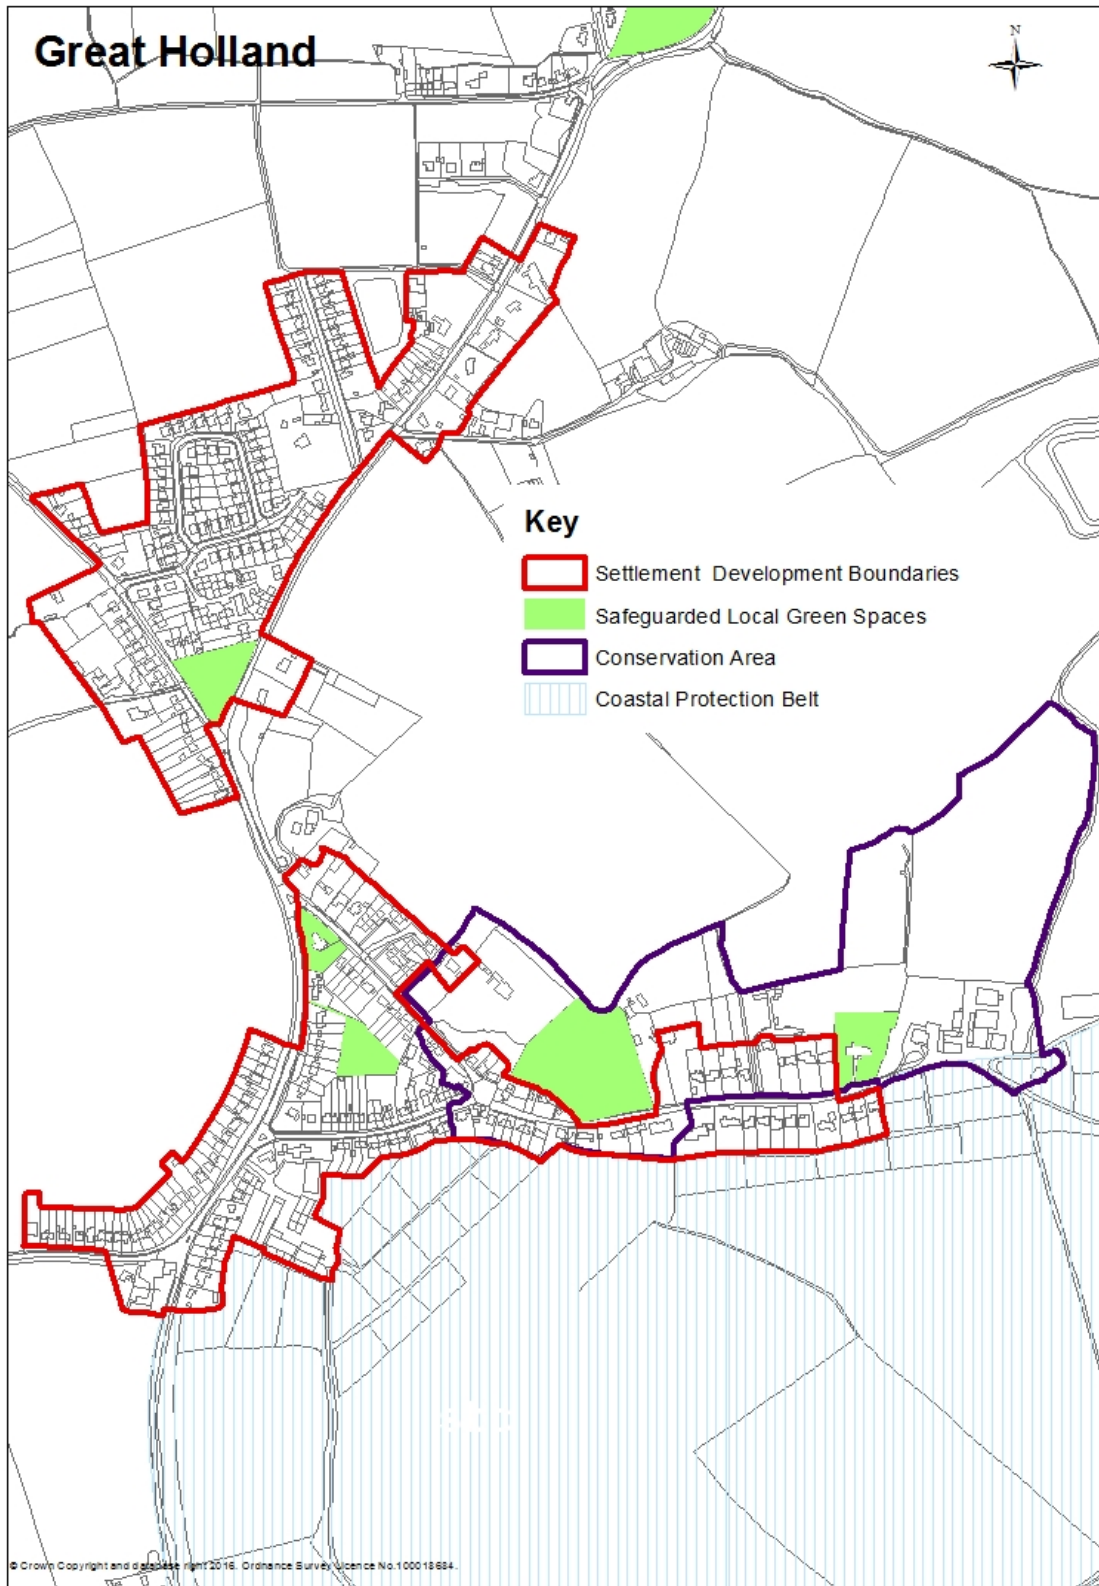 Great Holland
N
Key
Settlement Development Boundaries
Safeguarded Local Green Spaces
Conservation Area
Coastal Protection Belt
© Crown Copyright and database right 2016. Ordnance Survey Licence No.100018684.